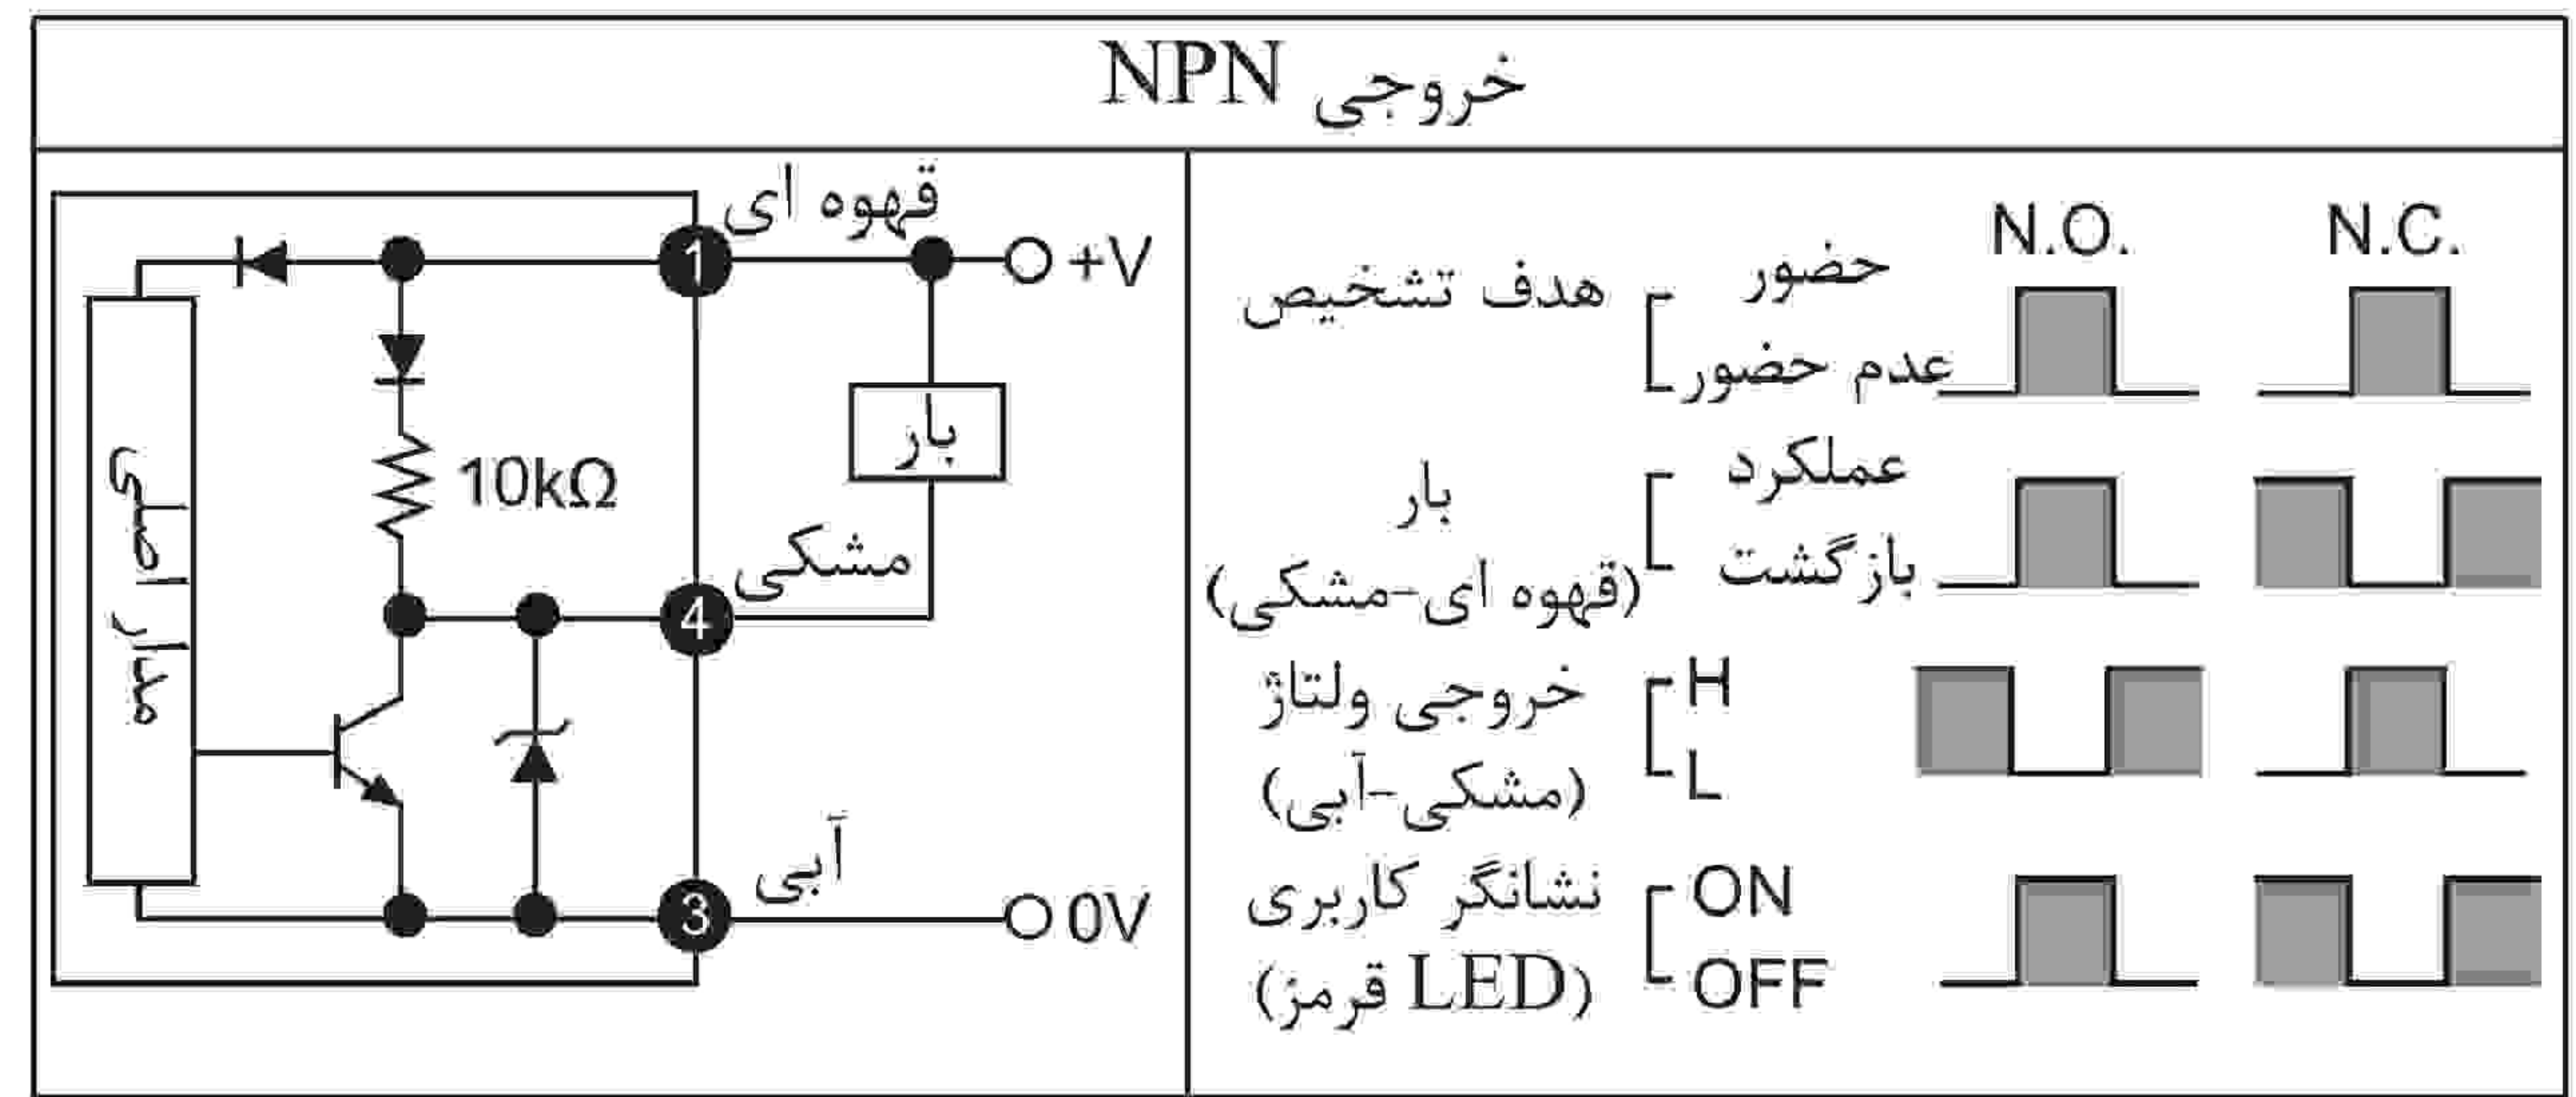 خروجی NPN
قهوه ای
1
+V
بار
10kΩ
مدار اصلی
مشکی
4
آبی
3
0V
N.O.
N.C.
هدف تشخیص
حضور
عدم حضور
بار
(قهوه ای-مشکی)
عملکرد
بازگشت
خروجی ولتاژ
(مشکی-آبی)
H
L
نشانگر کاربری
(LED قرمز)
ON
OFF